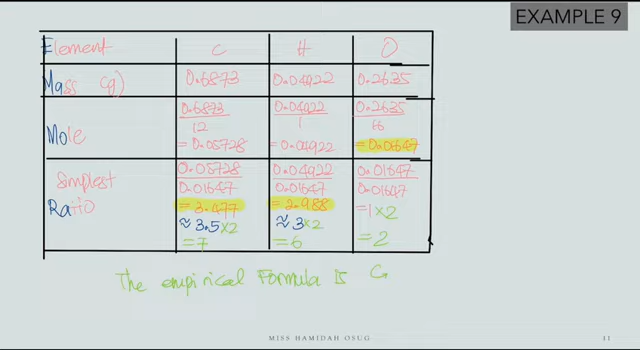 EXAMPLE 9
Element C H O
Mass (g) 0.6873 0.04922 0.2635
Mole 0.6873/12 = 0.05728 0.04922/1 = 0.04922 0.2635/16 = 0.01647
Simplest Ratio 0.05728/0.01647 = 3.477 ≈ 3.5×2 = 7 0.04922/0.01647 = 2.988 ≈ 3×2 = 6 0.01647/0.01647 = 1×2 = 2
The empirical Formula is C
MISS HAMIDAH OSUG 11